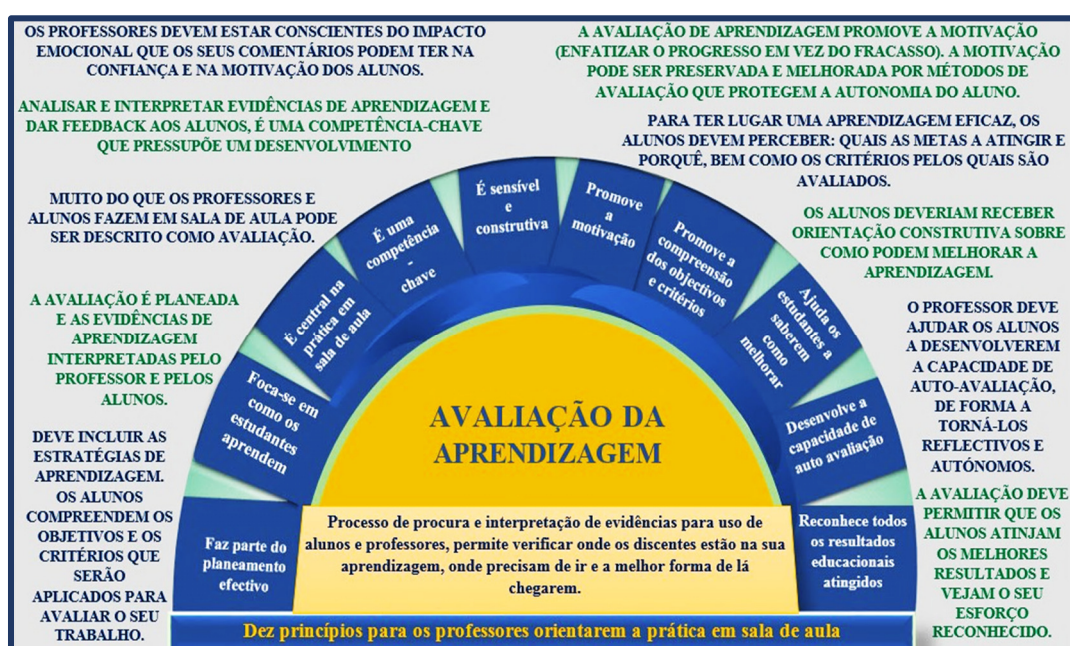 OS PROFESSORES DEVEM ESTAR CONSCIENTES DO IMPACTO
EMOCIONAL QUE OS SEUS COMENTÁRIOS PODEM TER NA
CONFIANÇA E NA MOTIVAÇÃO DOS ALUNOS.
A AVALIAÇÃO DE APRENDIZAGEM PROMOVE A MOTIVAÇÃO
(ENFATIZAR O PROGRESSO EM VEZ DO FRACASSO). A MOTIVAÇÃO
PODE SER PRESERVADA E MELHORADA POR MÉTODOS DE
AVALIAÇÃO QUE PROTEGEM A AUTONOMIA DO ALUNO.
ANALISAR E INTERPRETAR EVIDÊNCIAS DE APRENDIZAGEM E
DAR FEEDBACK AOS ALUNOS, É UMA COMPETÊNCIA-CHAVE
QUE PRESSUPÕE UM DESENVOLVIMENTO
PARA TER LUGAR UMA APRENDIZAGEM EFICAZ, OS
ALUNOS DEVEM PERCEBER: QUAIS AS METAS A ATINGIR E
PORQUÊ, BEM COMO OS CRITÉRIOS PELOS QUAIS SÃO
AVALIADOS.
MUITO DO QUE OS PROFESSORES E
ALUNOS FAZEM EM SALA DE AULA PODE
SER DESCRITO COMO AVALIAÇÃO.
OS ALUNOS DEVERIAM RECEBER
ORIENTAÇÃO CONSTRUTIVA SOBRE
COMO PODEM MELHORAR A
APRENDIZAGEM.
A AVALIAÇÃO É PLANEADA
E AS EVIDÊNCIAS DE
APRENDIZAGEM
INTERPRETADAS PELO
PROFESSOR E PELOS
ALUNOS.
O PROFESSOR DEVE
AJUDAR OS ALUNOS
A DESENVOLVEREM
A CAPACIDADE DE
AUTO-AVALIAÇÃO,
DE FORMA A
TORNÁ-LOS
REFLECTIVOS E
AUTÓNOMOS.
DEVE INCLUIR AS
ESTRATÉGIAS DE
APRENDIZAGEM.
OS ALUNOS
COMPREENDEM OS
OBJETIVOS E OS
CRITÉRIOS QUE
SERÃO
APLICADOS PARA
AVALIAR O SEU
TRABALHO.
A AVALIAÇÃO DEVE
PERMITIR QUE OS
ALUNOS ATINJAM
OS MELHORES
RESULTADOS E
VEJAM O SEU
ESFORÇO
RECONHECIDO.
Faz parte do
planeamento
efectivo
Foca-se em
como os
estudantes
aprendem
É central na
prática em
sala de aula
É uma
competência
-
chave
É sensível
e
construtiva
Promove
a
motivação
Promove a
compreensão
dos objectivos
e critérios
Ajuda os
estudantes a
saberem
como
melhorar
Desenvolve a
capacidade de
auto avaliação
Reconhece todos
os resultados
educacionais
atingidos
AVALIAÇÃO DA
APRENDIZAGEM
Processo de procura e interpretação de evidências para uso de
alunos e professores, permite verificar onde os discentes estão na sua
aprendizagem, onde precisam de ir e a melhor forma de lá
chegarem.
Dez princípios para os professores orientarem a prática em sala de aula